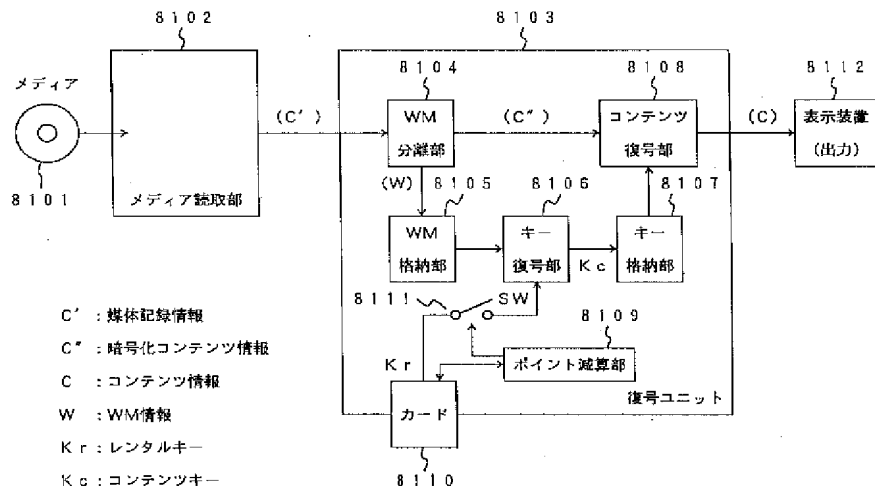 8102
8103
8104
8108
8112
メディア
(C')
WM
分離部
(C")
コンテンツ
復号部
(C)
表示装置
(出力)
8101
メディア読取部
(W)
8105
8106
8107
WM
格納部
キー
復号部
Kc
キー
格納部
8111
SW
8109
Kr
ポイント減算部
カード
復号ユニット
8110
C' : 媒体記録情報
C" : 暗号化コンテンツ情報
C : コンテンツ情報
W : WM情報
Kr : レンタルキー
Kc : コンテンツキー